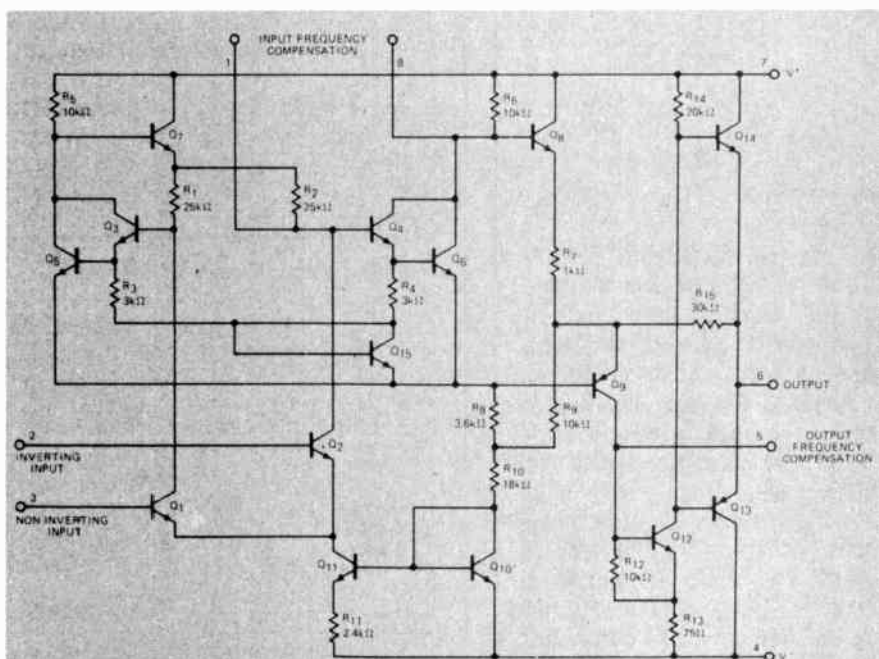 INPUT FREQUENCY
COMPENSATION
1
8
7
V+
R5
10kΩ
Q7
R6
10kΩ
Q8
R14
20kΩ
Q14
R1
25kΩ
R2
25kΩ
Q3
Q4
Q5
Q6
R3
3kΩ
R4
3kΩ
R7
1kΩ
R15
30kΩ
Q15
Q9
6
OUTPUT
R8
3.6kΩ
R9
10kΩ
5
OUTPUT
FREQUENCY
COMPENSATION
2
INVERTING
INPUT
Q2
R10
18kΩ
3
NON INVERTING
INPUT
Q1
Q12
Q13
Q11
Q10
R12
10kΩ
R11
2.4kΩ
R13
75Ω
4